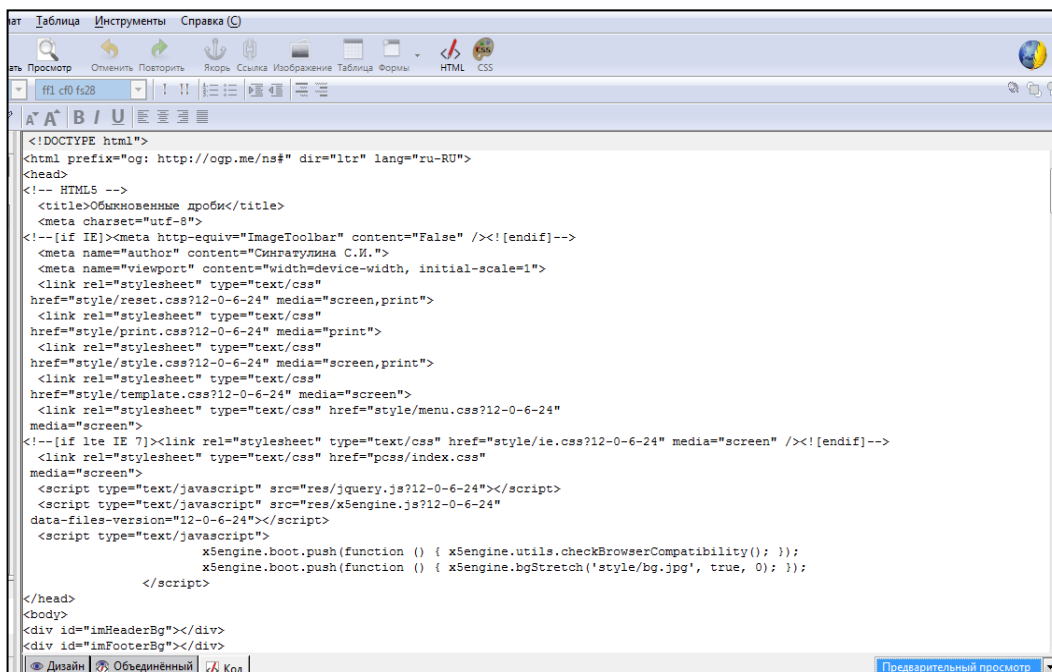 ат Таблица Инструменты Справка (C)
ать Просмотр Отменить Повторить Якорь Ссылка Изображение Таблица Формы HTML CSS
ff1 cf0 fs28
<!DOCTYPE html">
<html prefix="og: http://ogp.me/ns#" dir="ltr" lang="ru-RU">
<head>
<!-- HTML5 -->
<title>Обыкновенные дроби</title>
<meta charset="utf-8">
<!--[if IE]><meta http-equiv="ImageToolbar" content="False" /><![endif]-->
<meta name="author" content="Сингатулина С.И.">
<meta name="viewport" content="width=device-width, initial-scale=1">
<link rel="stylesheet" type="text/css"
href="style/reset.css?12-0-6-24" media="screen,print">
<link rel="stylesheet" type="text/css"
href="style/print.css?12-0-6-24" media="print">
<link rel="stylesheet" type="text/css"
href="style/style.css?12-0-6-24" media="screen,print">
<link rel="stylesheet" type="text/css"
href="style/template.css?12-0-6-24" media="screen">
<link rel="stylesheet" type="text/css" href="style/menu.css?12-0-6-24"
media="screen">
<!--[if lte IE 7]><link rel="stylesheet" type="text/css" href="style/ie.css?12-0-6-24" media="screen" /><![endif]-->
<link rel="stylesheet" type="text/css" href="pcss/index.css"
media="screen">
<script type="text/javascript" src="res/jquery.js?12-0-6-24"></script>
<script type="text/javascript" src="res/x5engine.js?12-0-6-24"
data-files-version="12-0-6-24"></script>
<script type="text/javascript">
x5engine.boot.push(function () { x5engine.utils.checkBrowserCompatibility(); });
x5engine.boot.push(function () { x5engine.bgStretch('style/bg.jpg', true, 0); });
</script>
</head>
<body>
<div id="imHeaderBg"></div>
<div id="imFooterBg"></div>
Дизайн Объединённый Код Предварительный просмотр